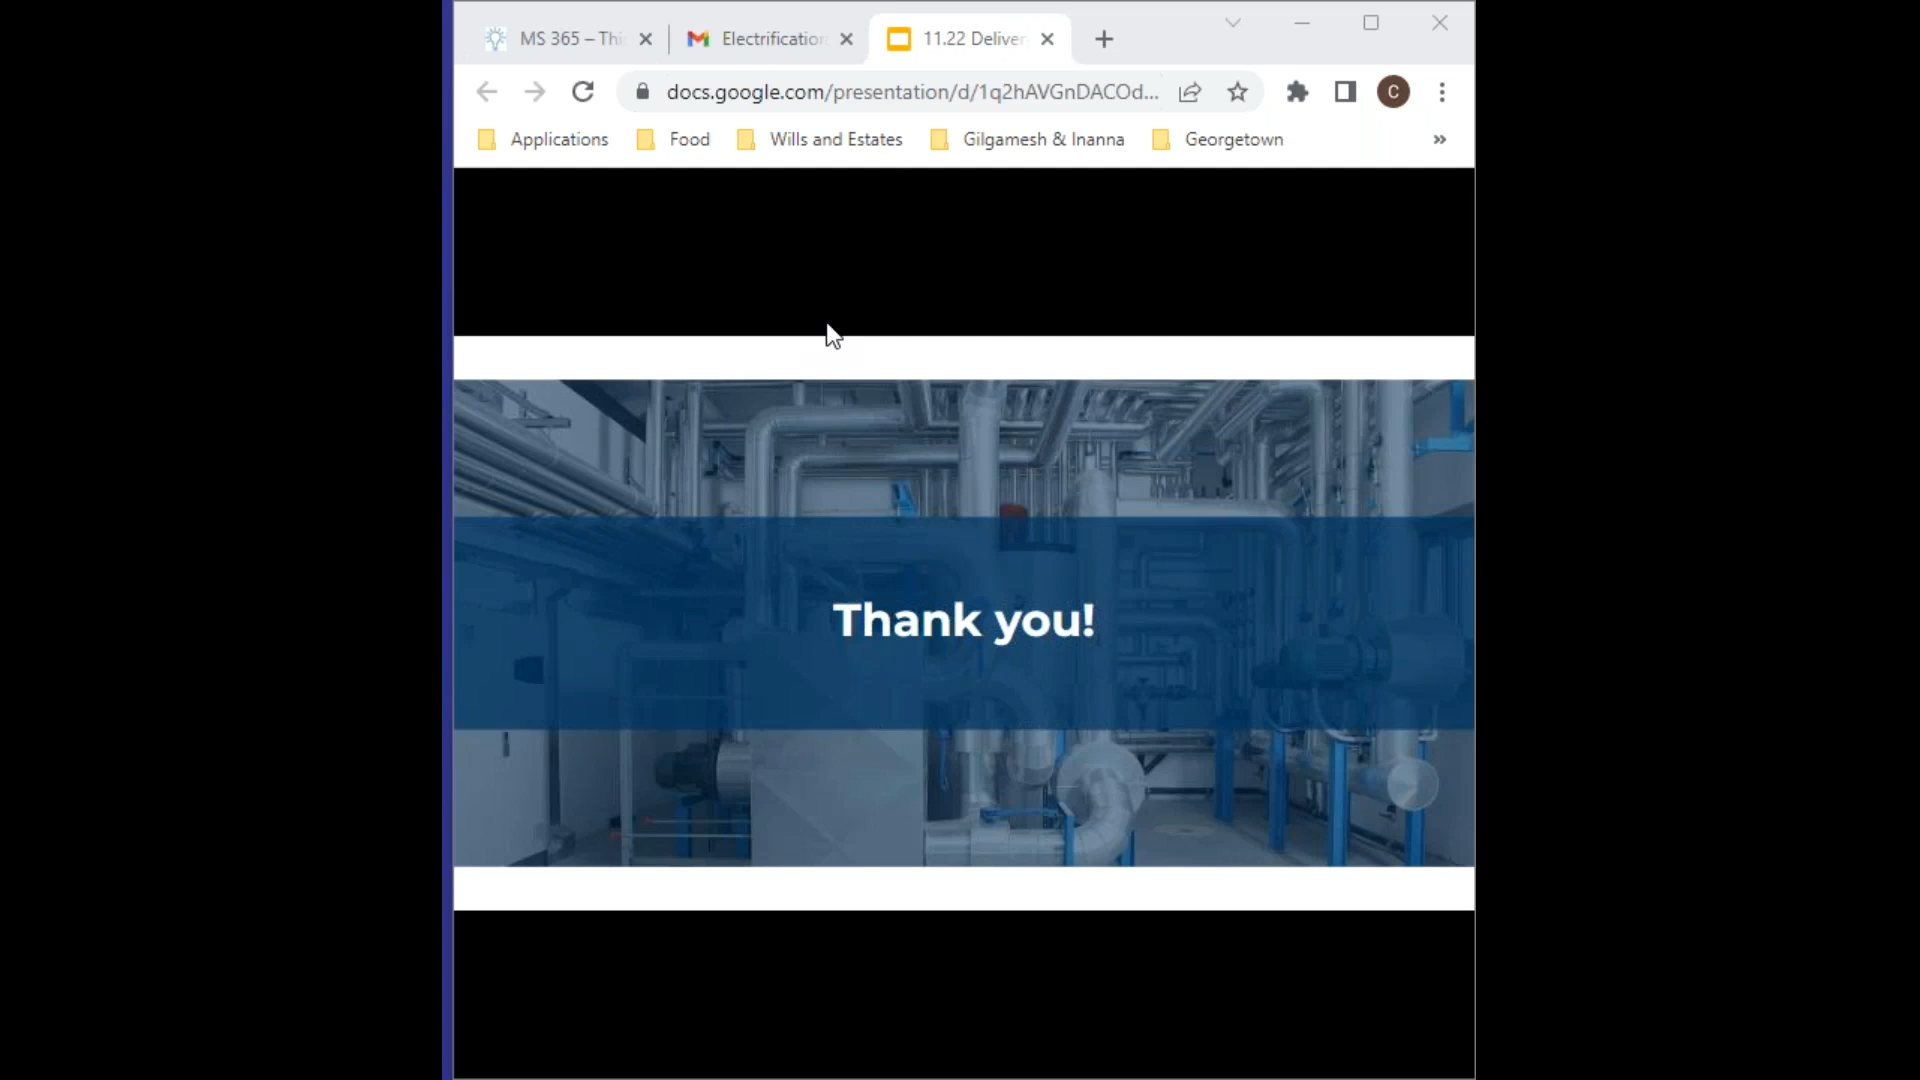 MS 365 – Thi
Electrification
11.22 Deliver
docs.google.com/presentation/d/1q2hAVGnDACOd...
C
Applications
Food
Wills and Estates
Gilgamesh & Inanna
Georgetown
»
Thank you!